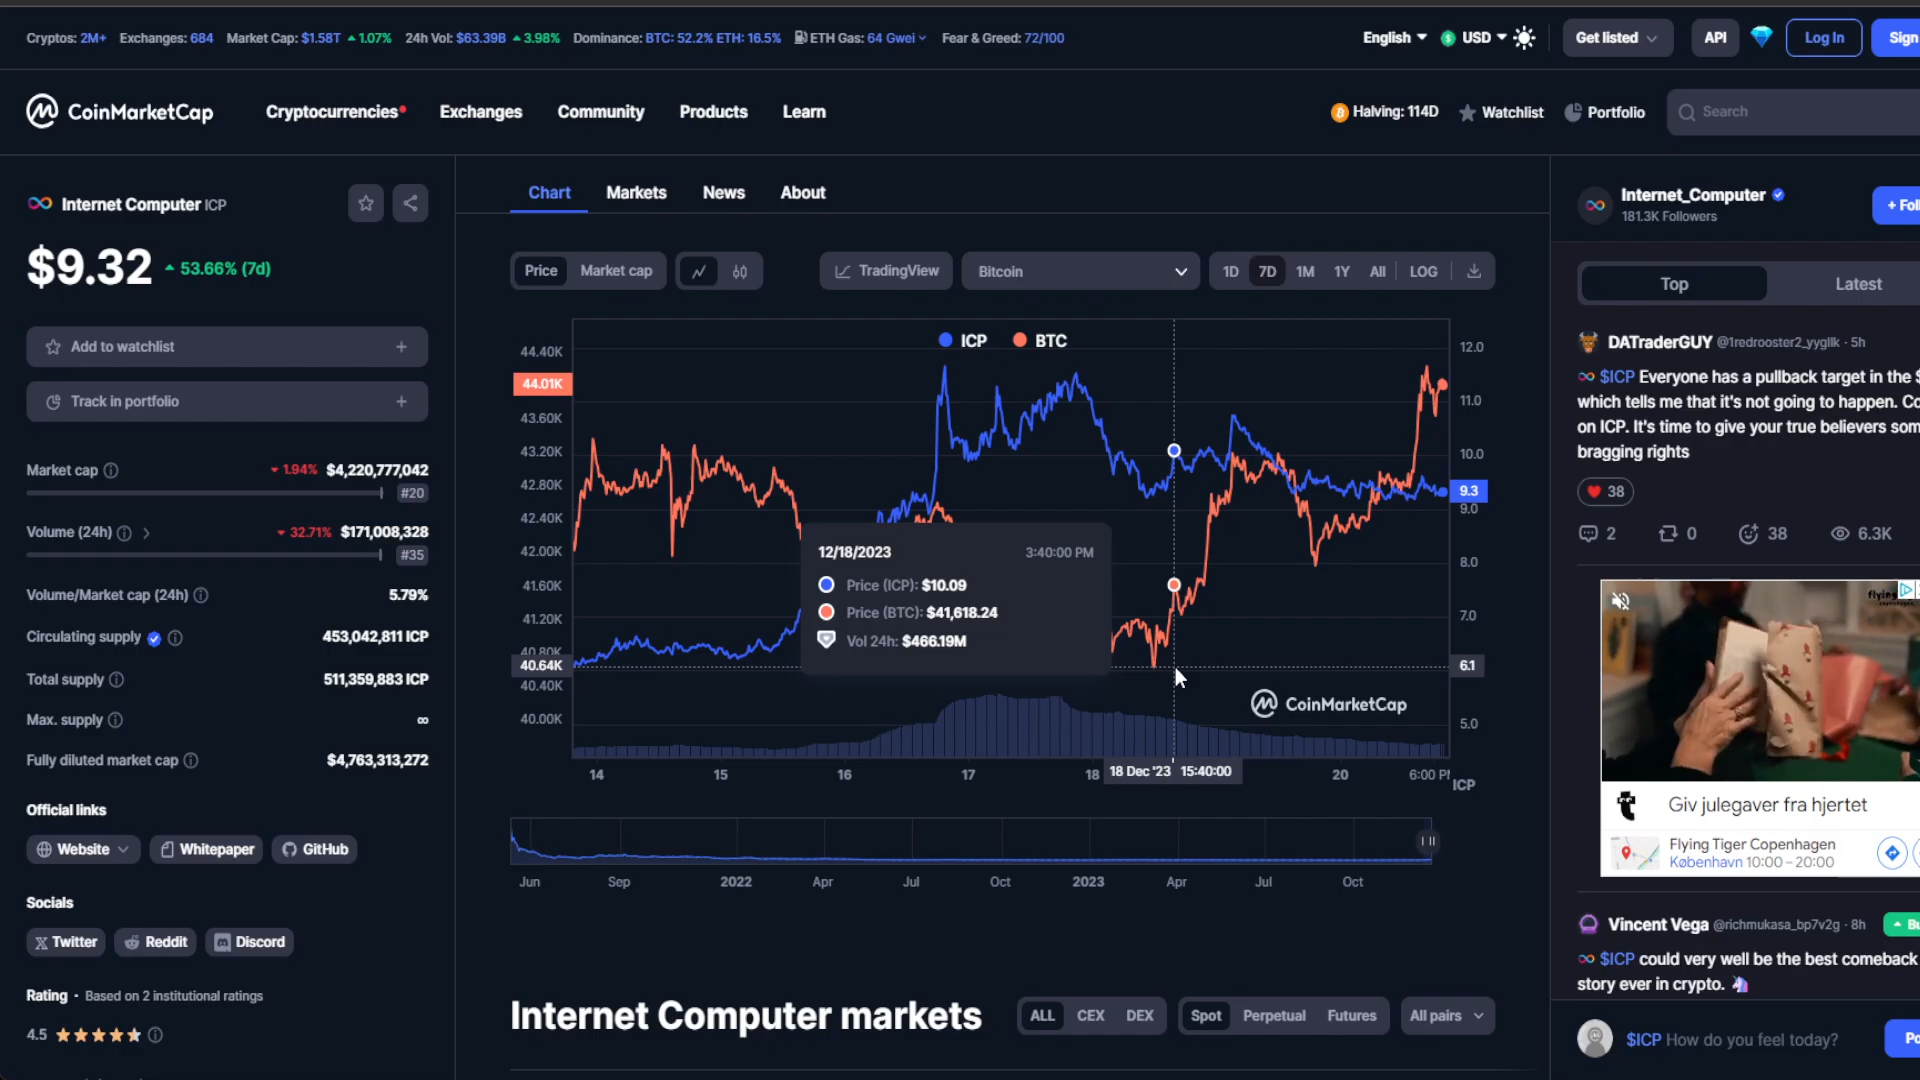 Cryptos: 2M+ Exchanges: 684 Market Cap: $1.58T 1.07% 24h Vol: $63.39B 3.98% Dominance: BTC: 52.2% ETH: 16.5% ETH Gas: 64 Gwei Fear & Greed: 72/100
English USD Get listed API Log In Sign
CoinMarketCap Cryptocurrencies Exchanges Community Products Learn
Halving: 114D Watchlist Portfolio Search
Internet Computer ICP
$9.32 53.66% (7d)
Add to watchlist +
Track in portfolio +
Market cap 1.94% $4,220,777,042
#20
Volume (24h) 32.71% $171,008,328
#35
Volume/Market cap (24h) 5.79%
Circulating supply 453,042,811 ICP
Total supply 511,359,883 ICP
Max. supply ∞
Fully diluted market cap $4,763,313,272
Official links
Website Whitepaper GitHub
Socials
Twitter Reddit Discord
Rating · Based on 2 institutional ratings
4.5
Chart Markets News About
Price Market cap TradingView Bitcoin 1D 7D 1M 1Y All LOG
ICP BTC
44.40K
44.01K
43.60K
43.20K
42.80K
42.40K
42.00K
41.60K
41.20K
40.80K
40.64K
40.40K
40.00K
12.0
11.0
10.0
9.3
9.0
8.0
7.0
6.1
5.0
12/18/2023 3:40:00 PM
Price (ICP): $10.09
Price (BTC): $41,618.24
Vol 24h: $466.19M
CoinMarketCap
14 15 16 17 18 18 Dec '23 15:40:00 20 6:00 PM
ICP
Jun Sep 2022 Apr Jul Oct 2023 Apr Jul Oct
Internet Computer markets
ALL CEX DEX Spot Perpetual Futures All pairs
Internet_Computer
181.3K Followers
+ Foll
Top Latest
DATraderGUY @1redrooster2_yygllk · 5h
$ICP Everyone has a pullback target in the $
which tells me that it's not going to happen. Co
on ICP. It's time to give your true believers som
bragging rights
38
2 0 38 6.3K
flying
Giv julegaver fra hjertet
Flying Tiger Copenhagen
København 10:00 – 20:00
Vincent Vega @richmukasa_bp7v2g · 8h
Bu
$ICP could very well be the best comeback
story ever in crypto.
$ICP How do you feel today?
Po